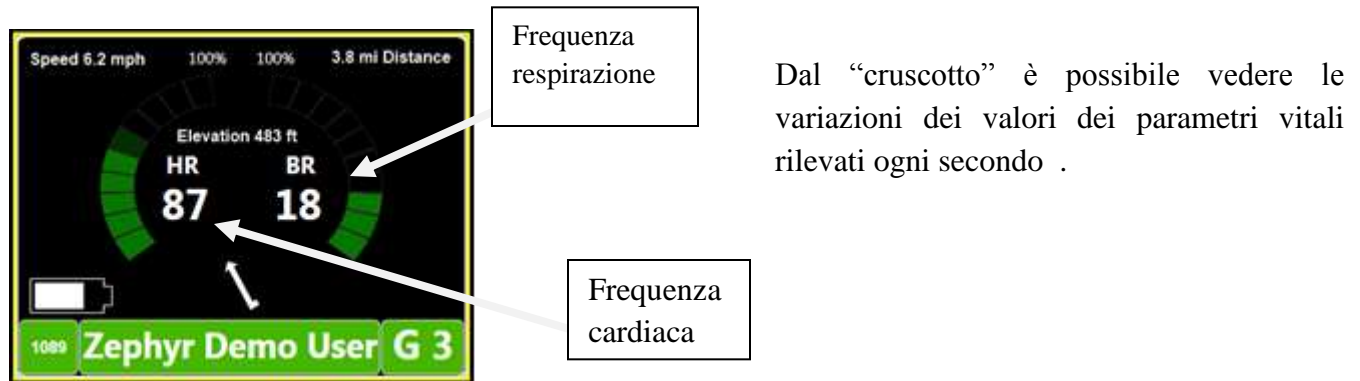 Speed 6.2 mph 100% 100% 3.8 mi Distance
Elevation 483 ft
HR BR
87 18
1089 Zephyr Demo User G 3
Frequenza
respirazione
Frequenza
cardiaca
Dal “cruscotto” è possibile vedere le
variazioni dei valori dei parametri vitali
rilevati ogni secondo .